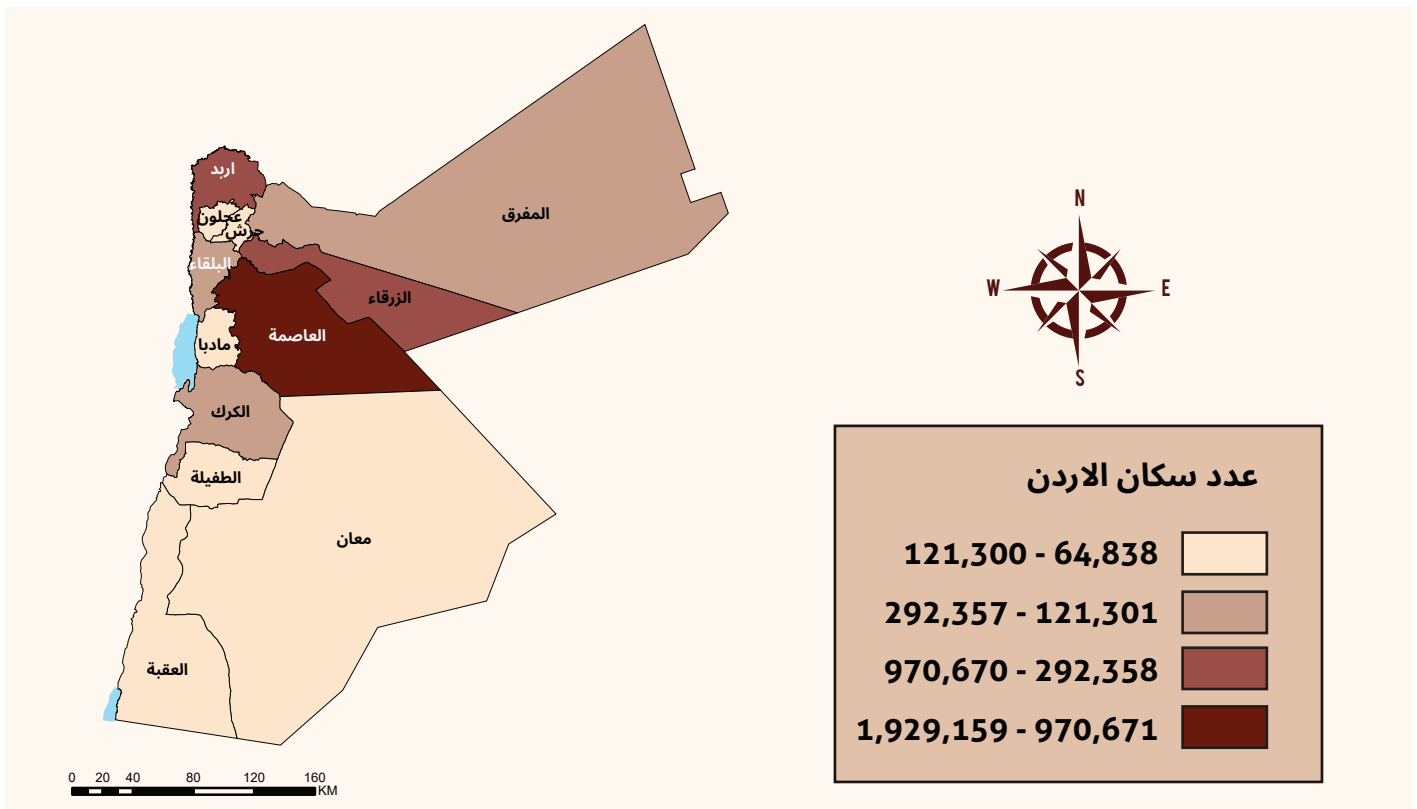 اربد
عجلون
جرش
المفرق
البلقاء
الزرقاء
العاصمة
مادبا
الكرك
الطفيلة
معان
العقبة
N
W
E
S
عدد سكان الاردن
121,300 - 64,838
292,357 - 121,301
970,670 - 292,358
1,929,159 - 970,671
0 20 40 80 120 160
KM